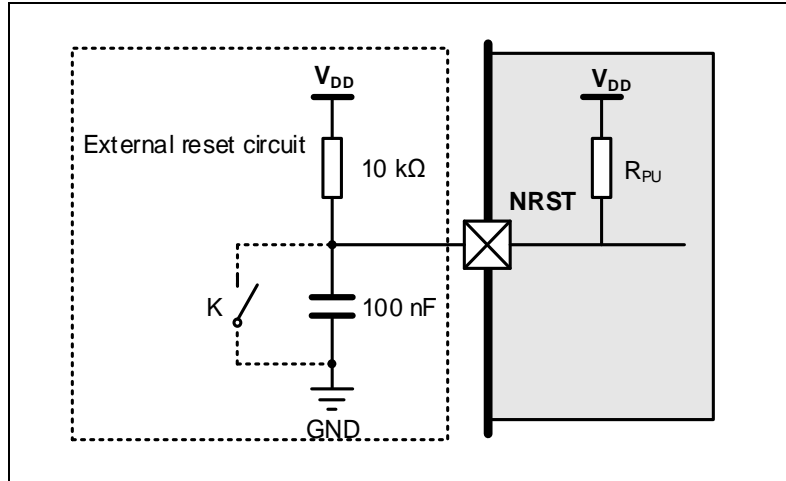 V_DD
External reset circuit
10 kΩ
K
100 nF
GND
NRST
V_DD
R_PU